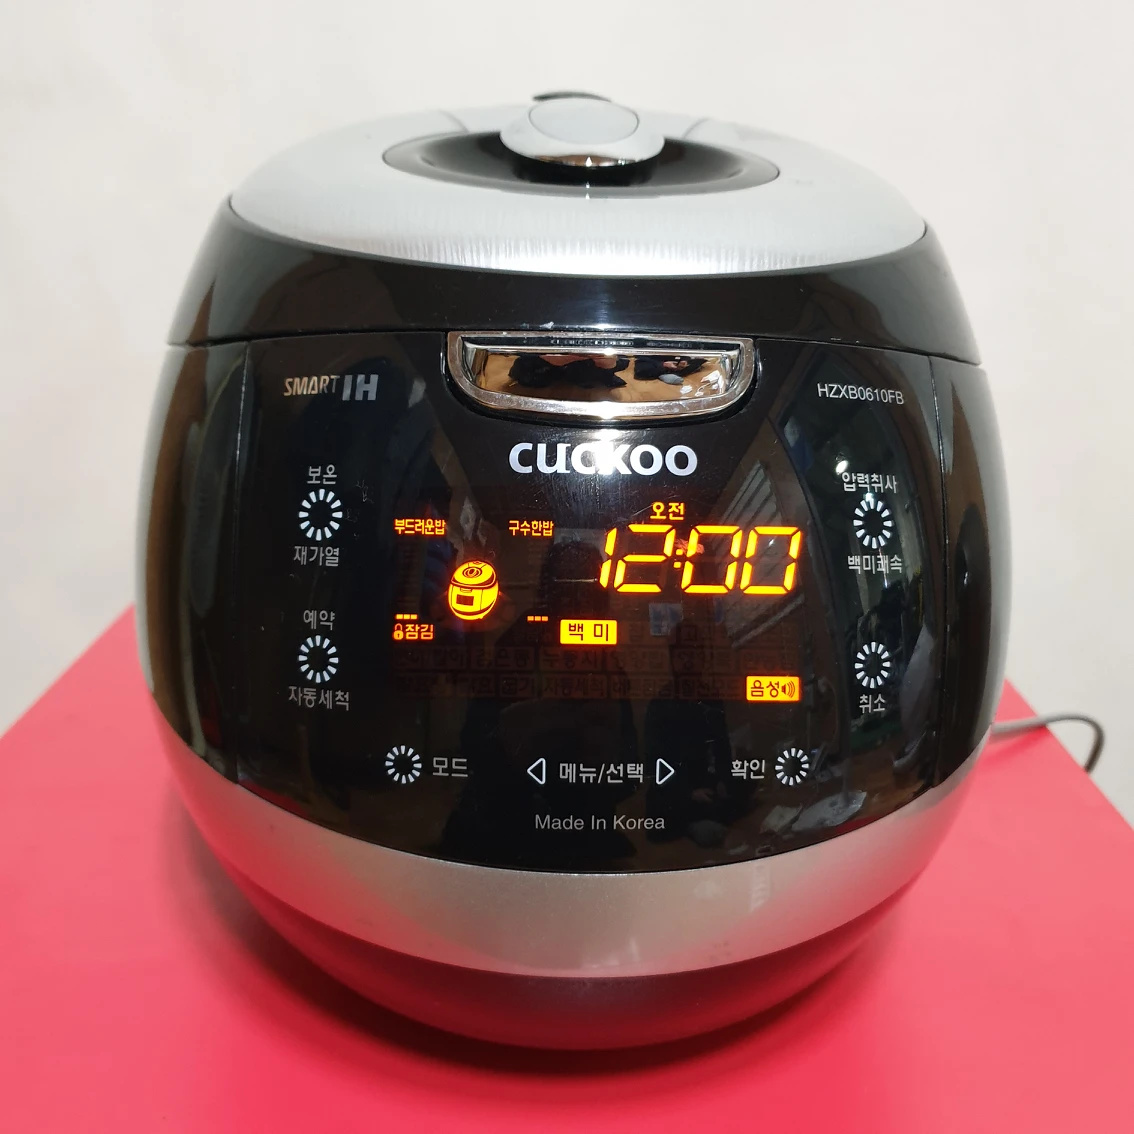 SMART IH
HZXB0610FB
CUCKOO
보온
재가열
예약
자동세척
압력취사
백미쾌속
취소
오전
부드러운밥
구수한밥
12:00
잠김
백미
음성
모드
메뉴/선택
확인
Made In Korea